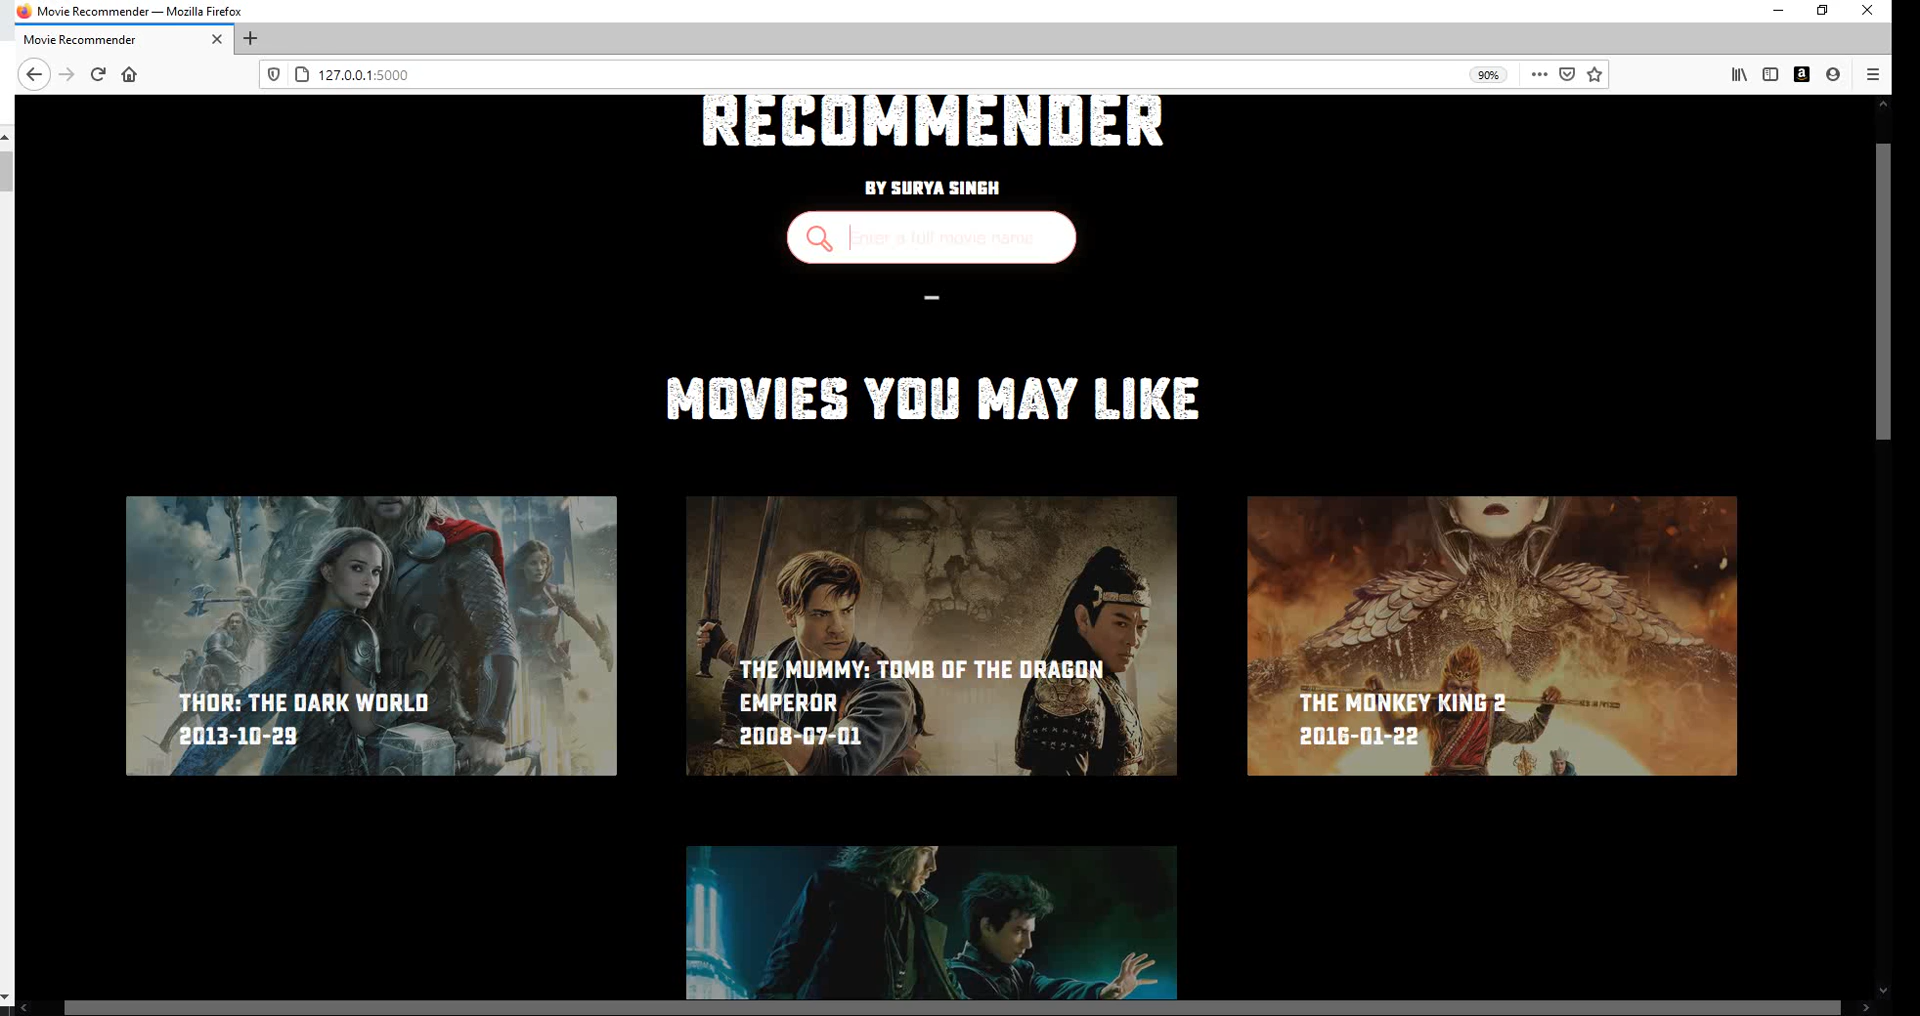 Movie Recommender — Mozilla Firefox
Movie Recommender
127.0.0.1:5000
90%
RECOMMENDER
BY SURYA SINGH
Enter a full movie name
MOVIES YOU MAY LIKE
THOR: THE DARK WORLD
2013-10-29
THE MUMMY: TOMB OF THE DRAGON
EMPEROR
2008-07-01
THE MONKEY KING 2
2016-01-22